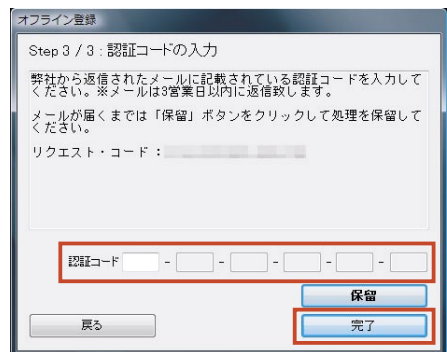 オフライン登録
Step 3 / 3 : 認証コードの入力
弊社から返信されたメールに記載されている認証コードを入力して
ください。※メールは3営業日以内に返信致します。
メールが届くまでは「保留」ボタンをクリックして処理を保留して
ください。
リクエスト・コード :
認証コード - - - - -
保留
戻る 完了